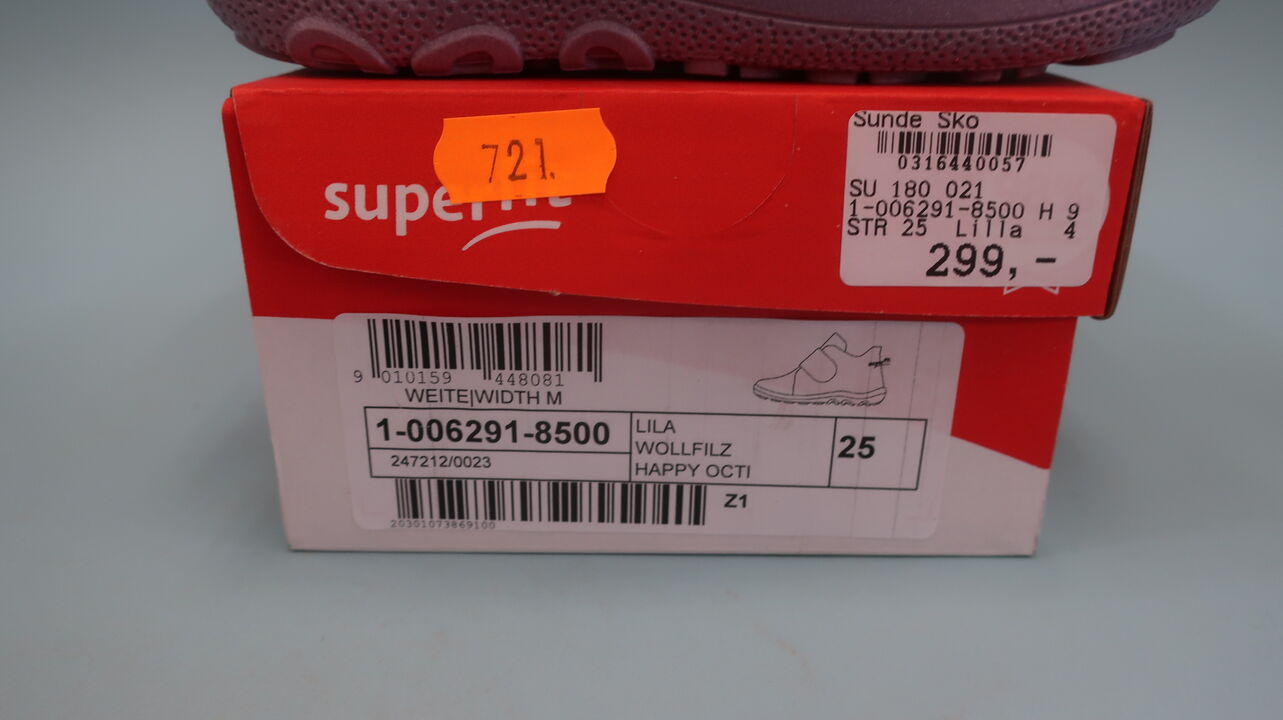 Sunde Sko
0316440057
SU 180 021
1-006291-8500 H 9
STR 25 Lilla 4
299,-
721.
superfit
9 010159 448081
WEITE|WIDTH M
1-006291-8500
247212/0023
LILA
WOLLFILZ
HAPPY OCTI
25
Z1
20301073869100